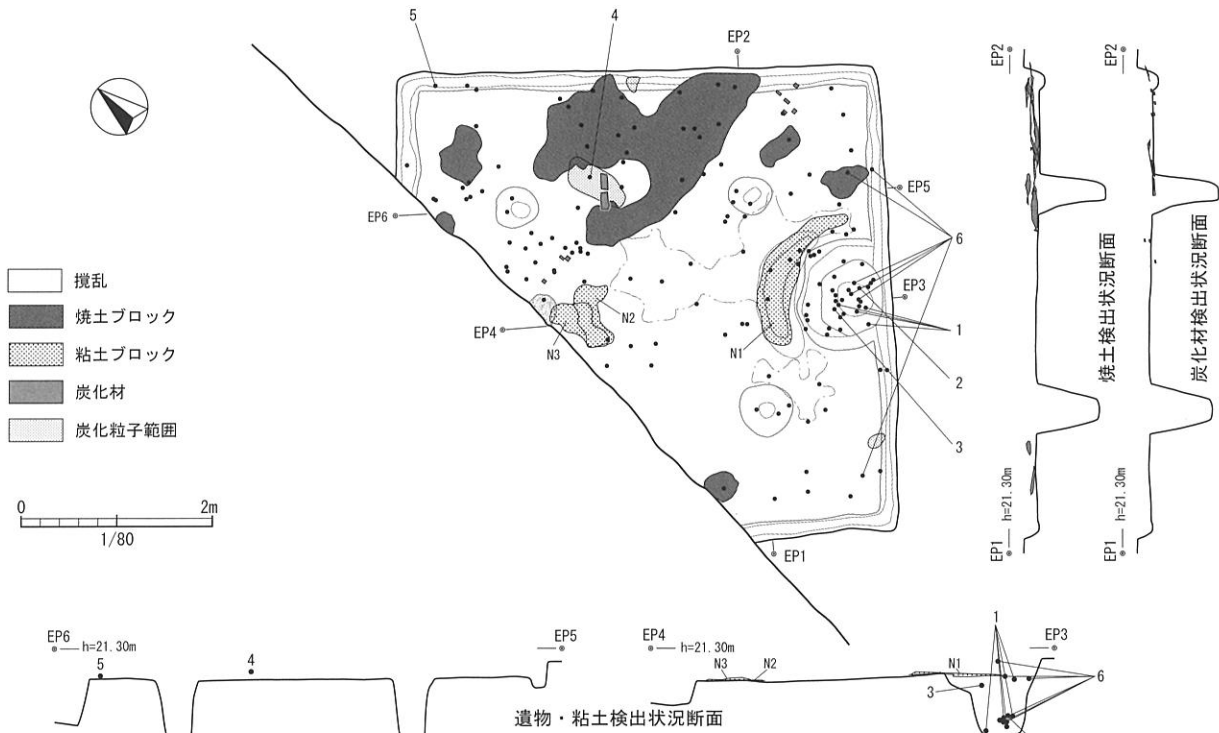 5
4
EP2
EP5
EP6
6
EP3
EP4
N3
N2
N1
1
2
3
EP1
撹乱
焼土ブロック
粘土ブロック
炭化材
炭化粒子範囲
0 2m
1/80
EP2
EP1
h=21.30m
焼土検出状況断面
EP2
EP1
h=21.30m
炭化材検出状況断面
EP6
h=21.30m
5
4
EP5
EP4
h=21.30m
N3
N2
N1
3
1
EP3
6
遺物・粘土検出状況断面